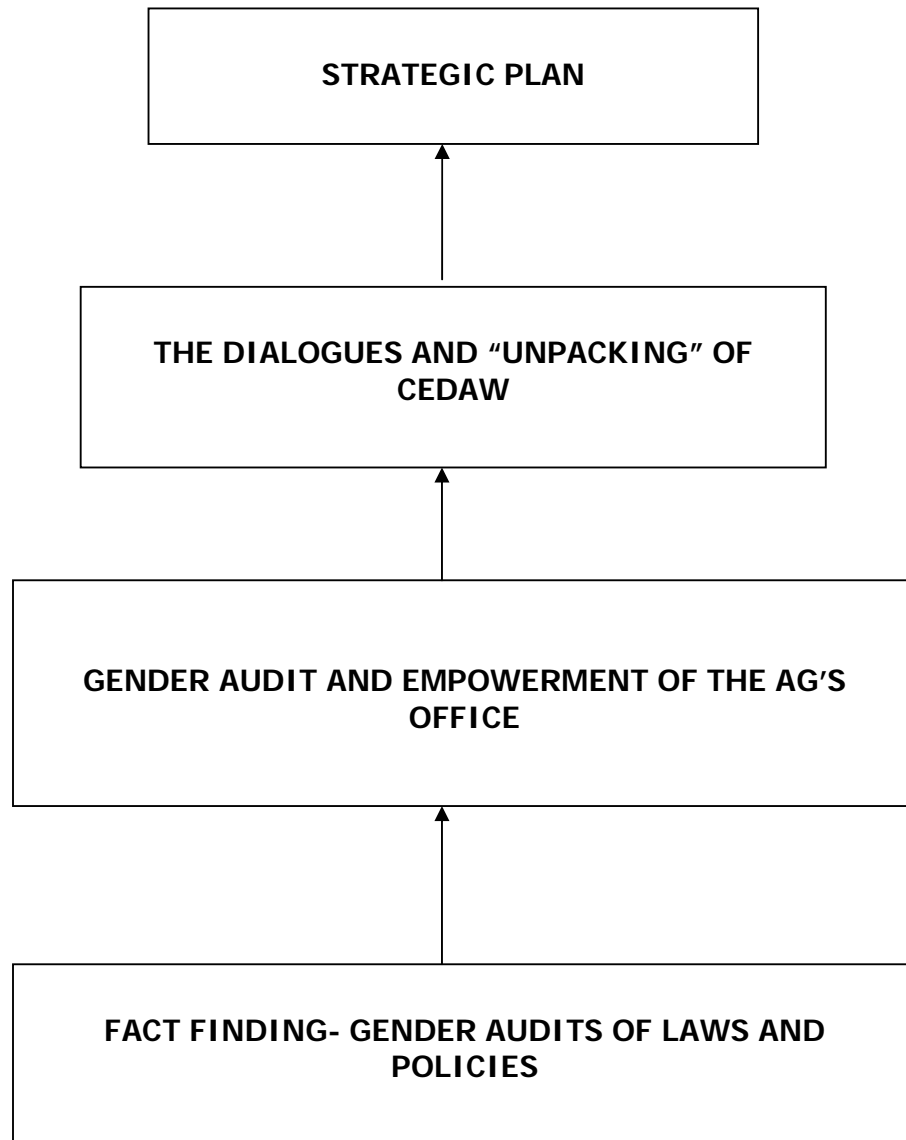 STRATEGIC PLAN
THE DIALOGUES AND “UNPACKING” OF
CEDAW
GENDER AUDIT AND EMPOWERMENT OF THE AG’S
OFFICE
FACT FINDING- GENDER AUDITS OF LAWS AND
POLICIES